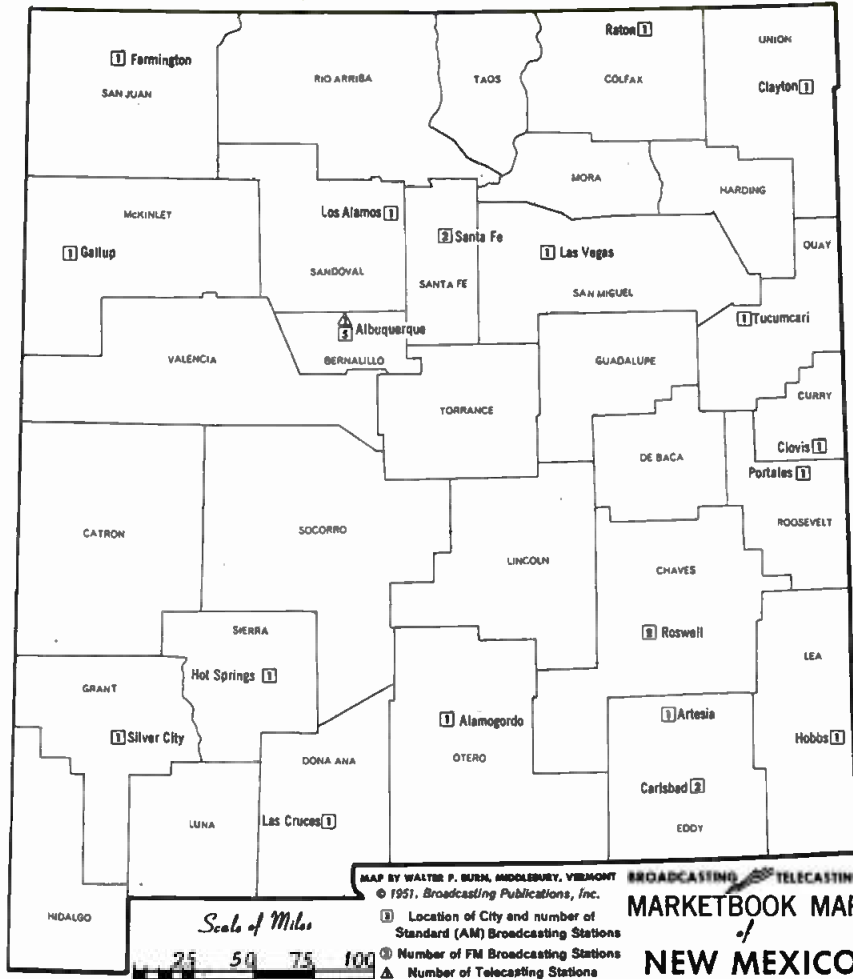 Raton 1
UNION
1 Farmington
RIO ARRIBA
TAOS
COLFAX
Clayton 1
SAN JUAN
MORA
HARDING
McKINLEY
Los Alamos 1
Santa Fe
QUAY
1 Gallup
1 Las Vegas
SANDOVAL
SANTA FE
SAN MIGUEL
1 Tucumcari
5 Albuquerque
VALENCIA
BERNALILLO
GUADALUPE
CURRY
TORRANCE
Clovis 1
DE BACA
Portales 1
ROOSEVELT
CATRON
SOCORRO
LINCOLN
CHAVES
SIERRA
2 Roswell
LEA
Hot Springs 1
GRANT
1 Alamogordo
1 Artesia
1 Silver City
Hobbs 1
DONA ANA
OTERO
Carlsbad 2
LUNA
Las Cruces 1
EDDY
HIDALGO
MAP BY WALTER P. BURN, MIDDLEBURY, VERMONT
© 1951, Broadcasting Publications, Inc.
Location of City and number of
Standard (AM) Broadcasting Stations
Number of FM Broadcasting Stations
Number of Telecasting Stations
Scale of Miles
25 50 100
BROADCASTING TELECASTING
MARKETBOOK MAP
of
NEW MEXICO